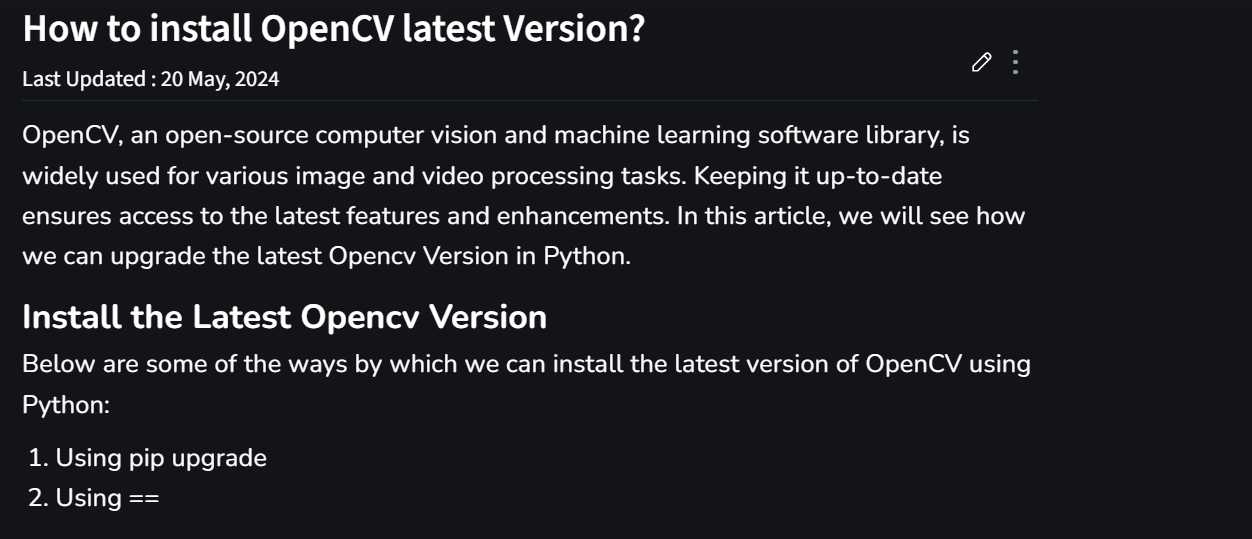 How to install OpenCV latest Version?
Last Updated : 20 May, 2024
OpenCV, an open-source computer vision and machine learning software library, is
widely used for various image and video processing tasks. Keeping it up-to-date
ensures access to the latest features and enhancements. In this article, we will see how
we can upgrade the latest Opencv Version in Python.
Install the Latest Opencv Version
Below are some of the ways by which we can install the latest version of OpenCV using
Python:
1. Using pip upgrade
2. Using ==